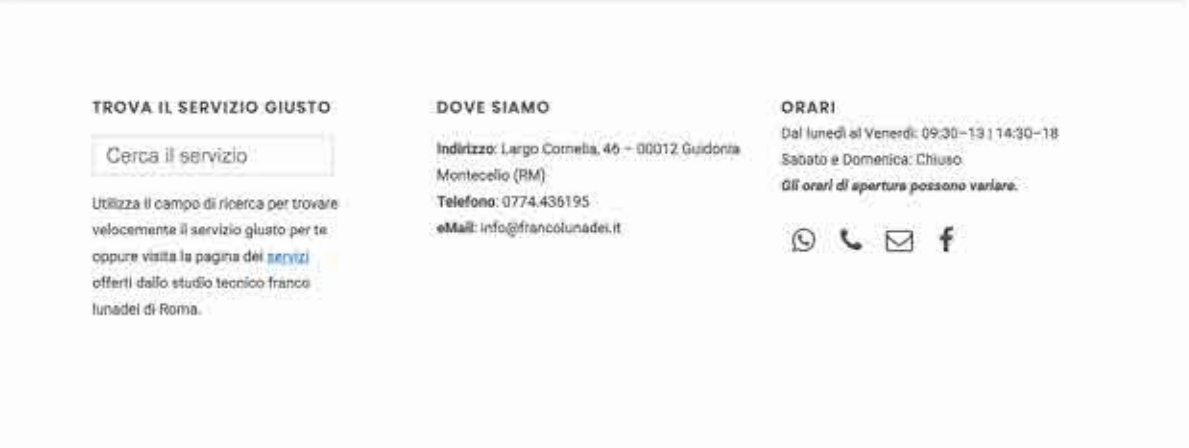 TROVA IL SERVIZIO GIUSTO
Cerca il servizio
Utilizza il campo di ricerca per trovare
velocemente il servizio giusto per te
oppure visita la pagina dei servizi
offerti dallo studio tecnico franco
lunadei di Roma.
DOVE SIAMO
Indirizzo: Largo Cornelia, 46 – 00012 Guidonia
Montecelio (RM)
Telefono: 0774.436195
eMail: info@francolunadei.it
ORARI
Dal lunedì al Venerdì: 09:30–13 | 14:30–18
Sabato e Domenica: Chiuso
Gli orari di apertura possono variare.